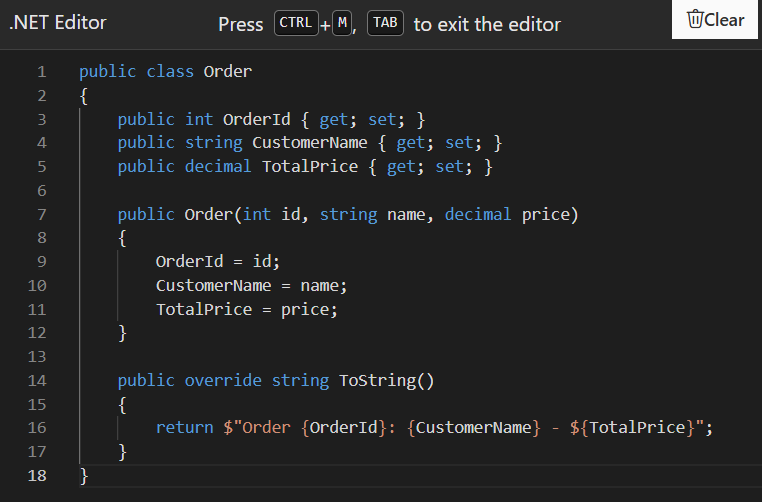 .NET Editor Press CTRL+M, TAB to exit the editor Clear
1 public class Order
2 {
3     public int OrderId { get; set; }
4     public string CustomerName { get; set; }
5     public decimal TotalPrice { get; set; }
6
7     public Order(int id, string name, decimal price)
8     {
9         OrderId = id;
10         CustomerName = name;
11         TotalPrice = price;
12     }
13
14     public override string ToString()
15     {
16         return $"Order {OrderId}: {CustomerName} - ${TotalPrice}";
17     }
18 }